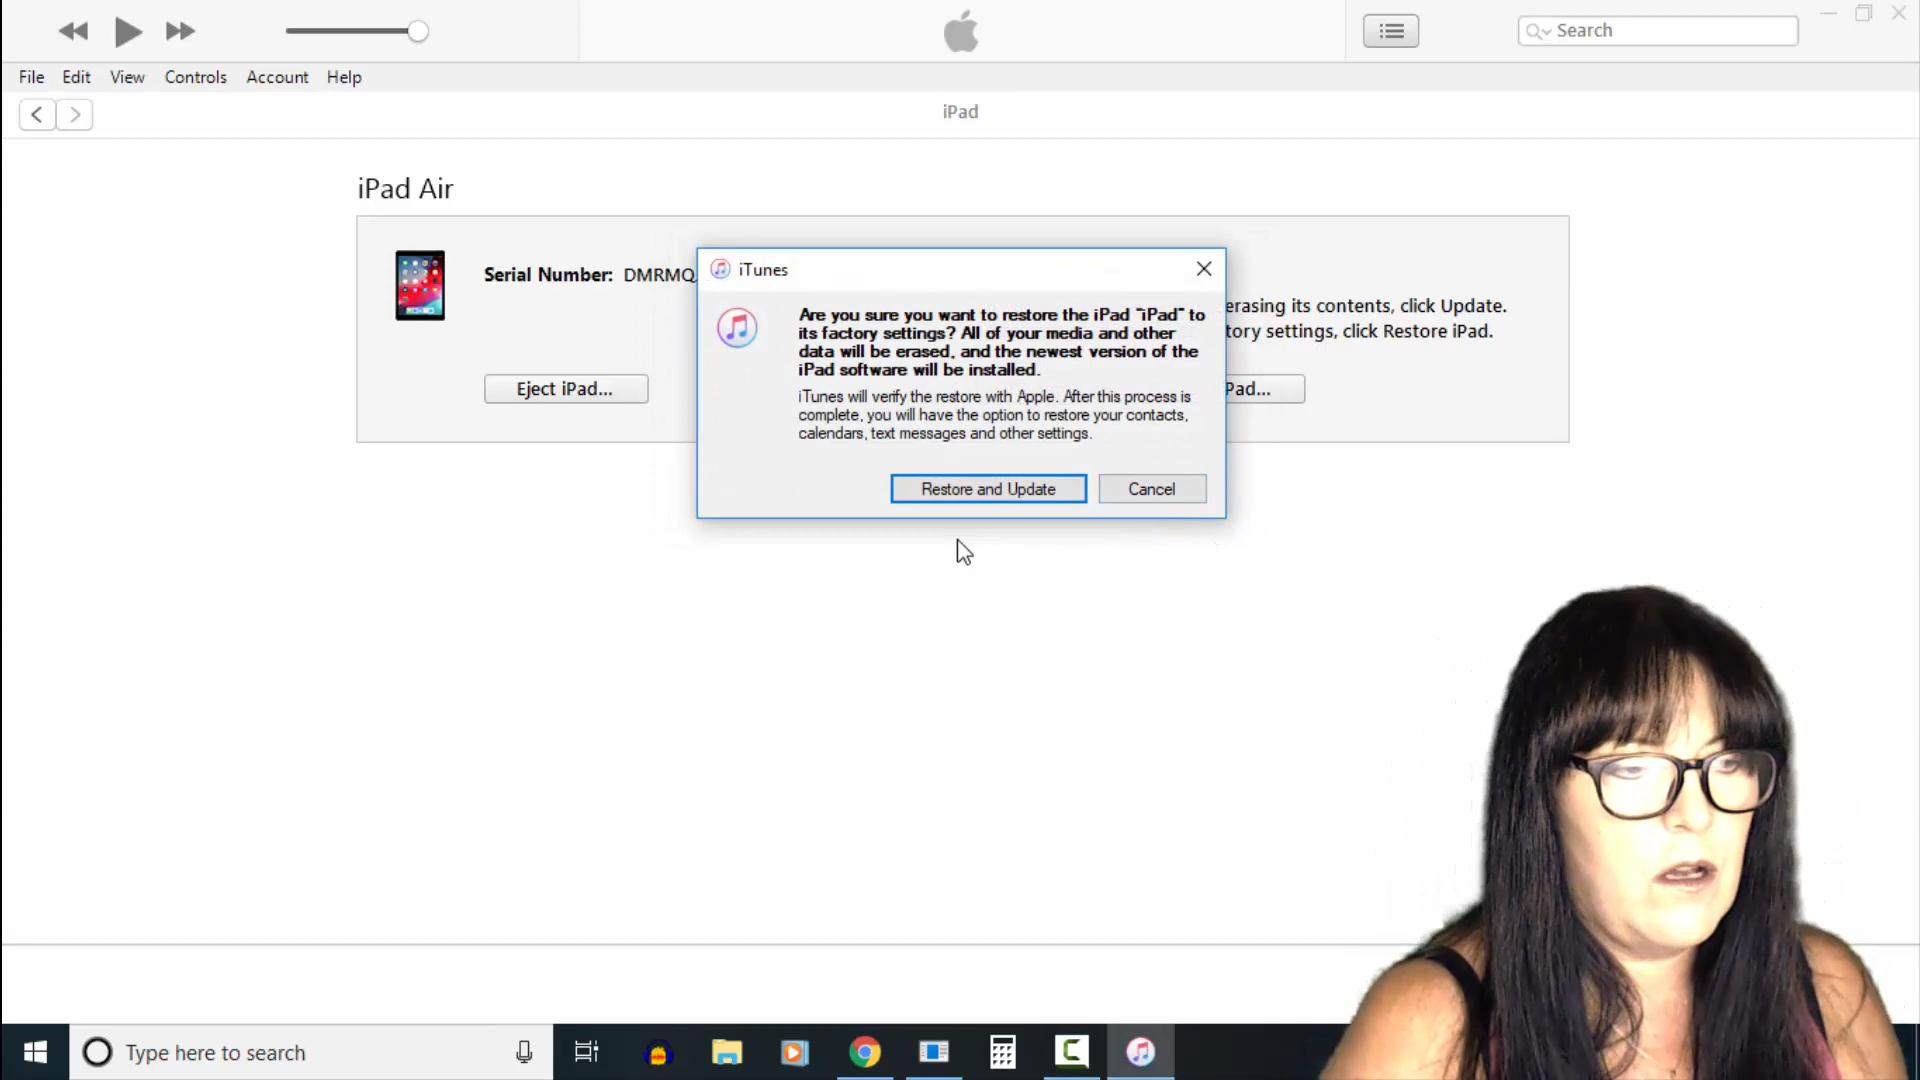 Search
File Edit View Controls Account Help
iPad
iPad Air
Serial Number: DMRMQ
iTunes
Are you sure you want to restore the iPad "iPad" to
its factory settings? All of your media and other
data will be erased, and the newest version of the
iPad software will be installed.
iTunes will verify the restore with Apple. After this process is
complete, you will have the option to restore your contacts,
calendars, text messages and other settings.
Restore and Update Cancel
erasing its contents, click Update.
tory settings, click Restore iPad.
Eject iPad...
Pad...
Type here to search